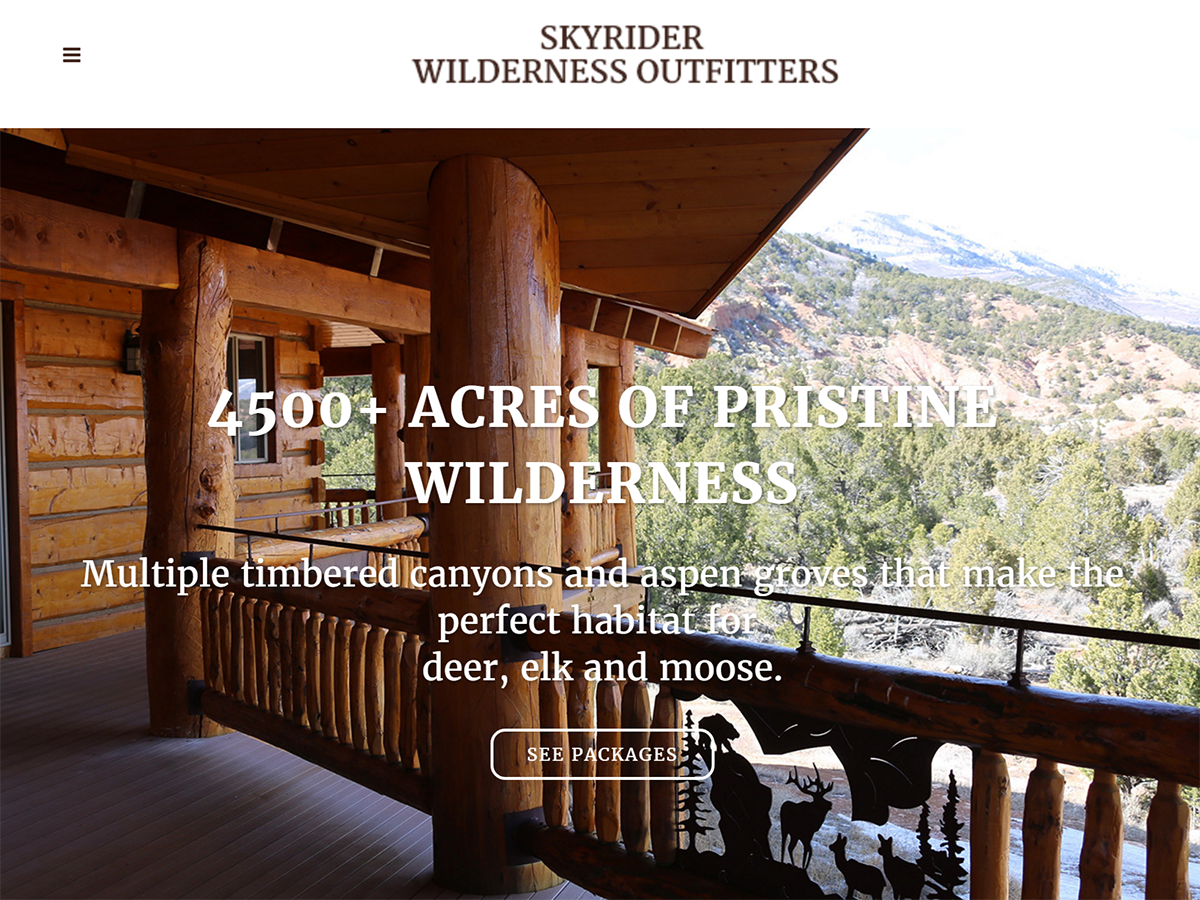 SKYRIDER
WILDERNESS OUTFITTERS
4500+ ACRES OF PRISTINE
WILDERNESS
Multiple timbered canyons and aspen groves that make the
perfect habitat for
deer, elk and moose.
SEE PACKAGES